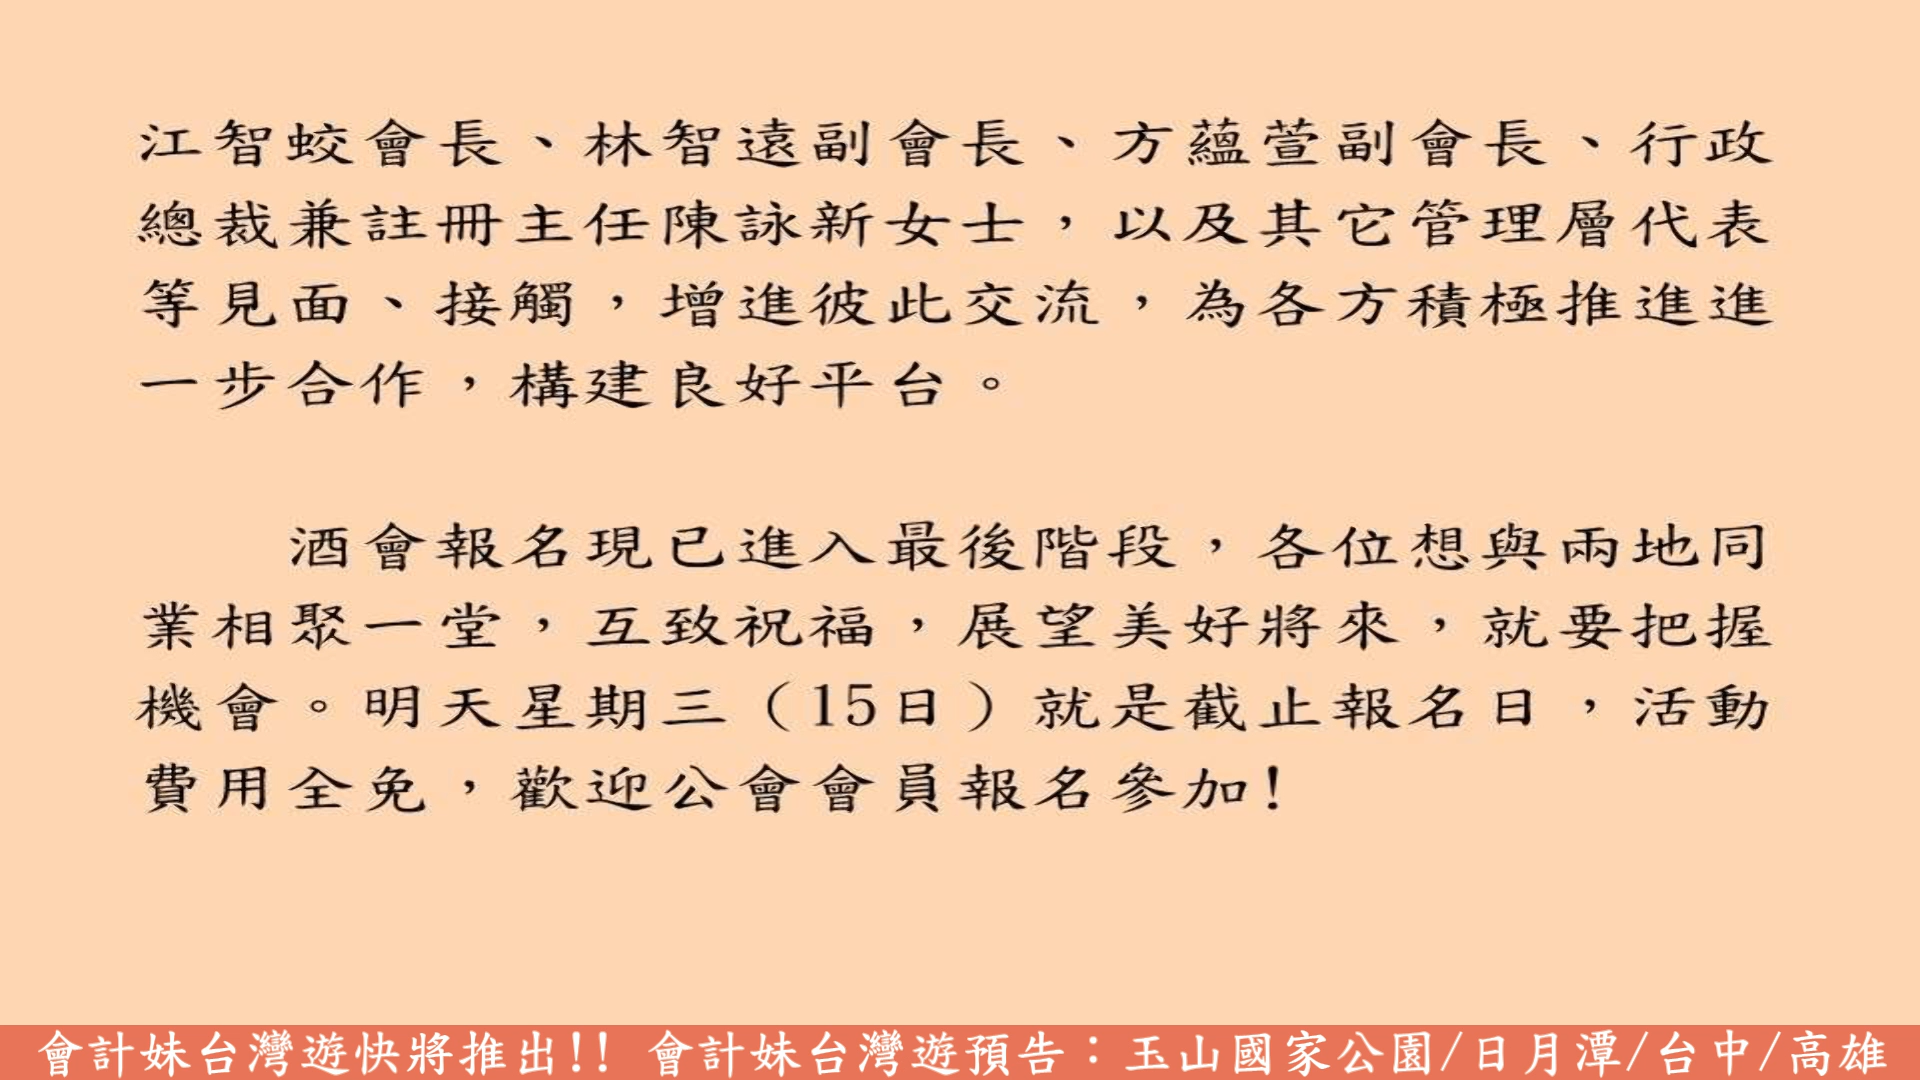 江智蛟會長、林智遠副會長、方蘊萱副會長、行政
總裁兼註冊主任陳詠新女士，以及其它管理層代表
等見面、接觸，增進彼此交流，為各方積極推進進
一步合作，構建良好平台。
酒會報名現已進入最後階段，各位想與兩地同
業相聚一堂，互致祝福，展望美好將來，就要把握
機會。明天星期三（15日）就是截止報名日，活動
費用全免，歡迎公會會員報名參加！
會計妹台灣遊快將推出!! 會計妹台灣遊預告：玉山國家公園/日月潭/台中/高雄